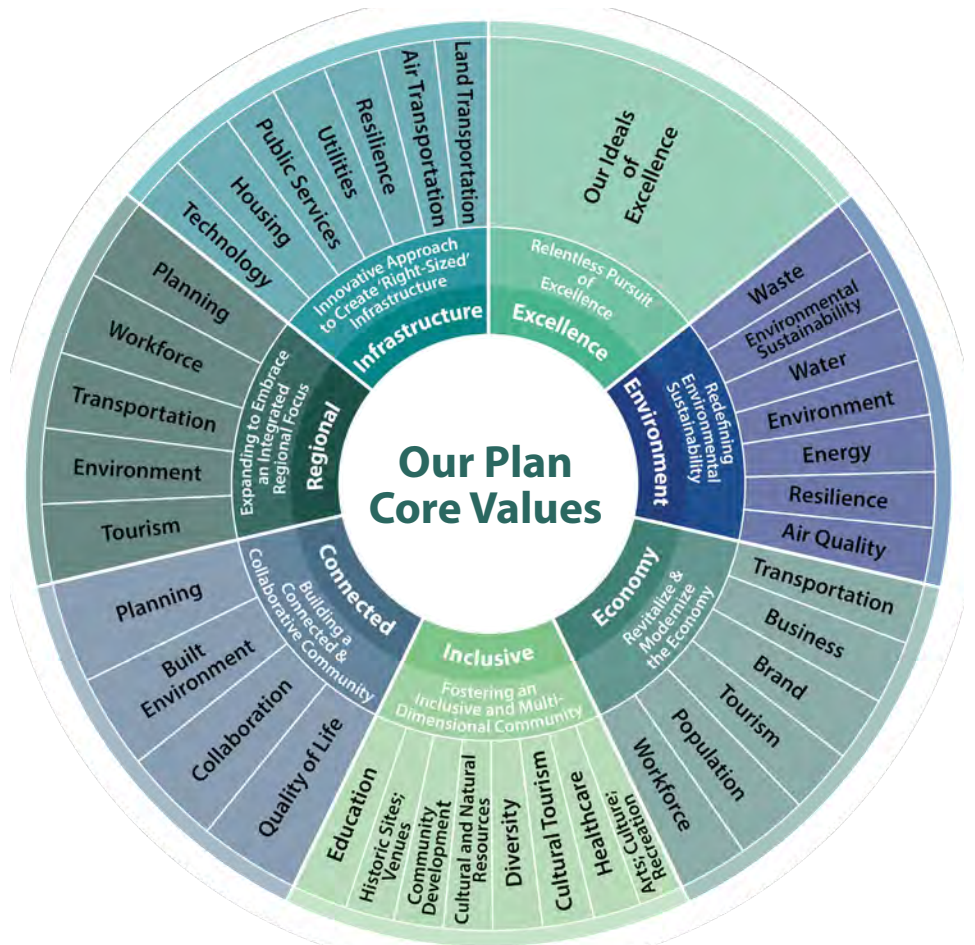 Our Plan
Core Values
Excellence
Relentless Pursuit
of
Excellence
Our Ideals
of
Excellence
Environment
Redefining
Environmental
Sustainability
Waste
Environmental
Sustainability
Water
Environment
Energy
Resilience
Air Quality
Economy
Revitalize &
Modernize
the Economy
Transportation
Business
Brand
Tourism
Population
Workforce
Inclusive
Fostering an
Inclusive and Multi-
Dimensional Community
Arts; Culture;
Recreation
Healthcare
Cultural Tourism
Diversity
Cultural and Natural
Resources
Community
Development
Historic Sites;
Venues
Education
Connected
Building a
Connected &
Collaborative Community
Quality of Life
Collaboration
Built
Environment
Planning
Regional
Expanding to Embrace
an Integrated
Regional Focus
Tourism
Environment
Transportation
Workforce
Planning
Infrastructure
Innovative Approach
to Create ‘Right-Sized’
Infrastructure
Technology
Housing
Public Services
Utilities
Resilience
Air Transportation
Land Transportation